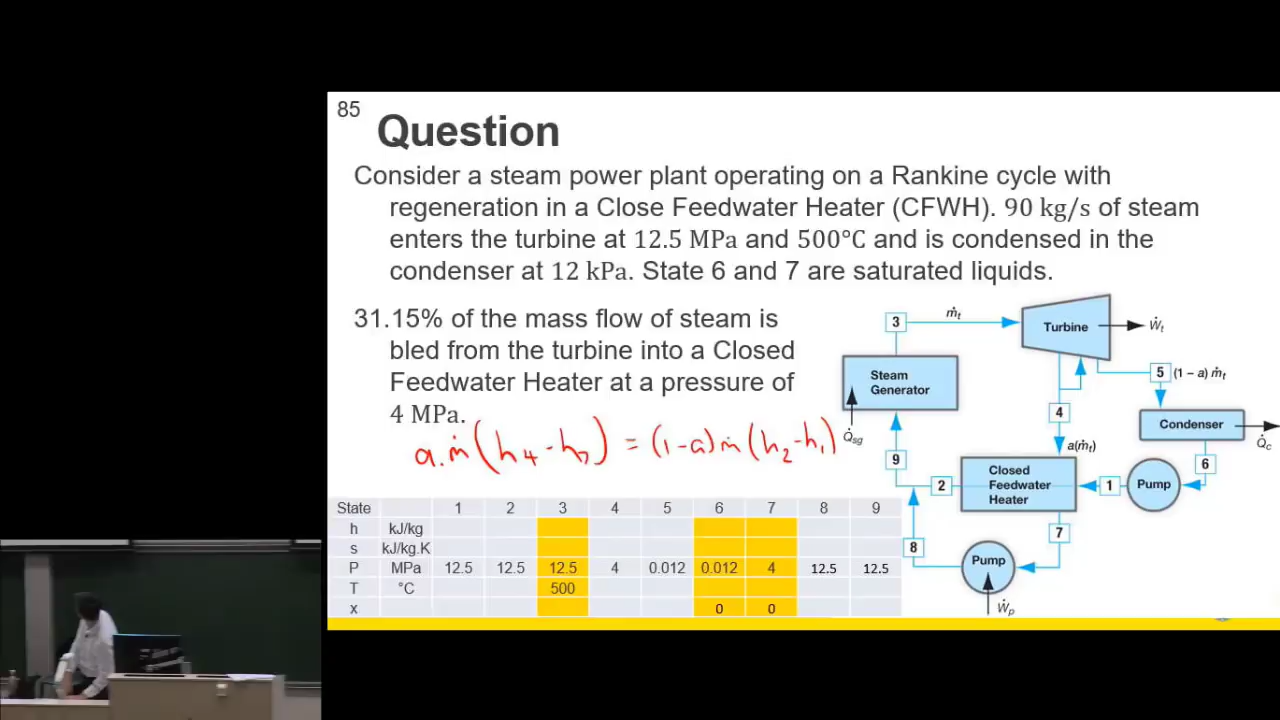 85
Question
Consider a steam power plant operating on a Rankine cycle with
regeneration in a Close Feedwater Heater (CFWH). 90 kg/s of steam
enters the turbine at 12.5 MPa and 500°C and is condensed in the
condenser at 12 kPa. State 6 and 7 are saturated liquids.
31.15% of the mass flow of steam is
bled from the turbine into a Closed
Feedwater Heater at a pressure of
4 MPa.
a.ṁ(h₄-h₇) = (1-a)ṁ(h₂-h₁)
3
ṁt
Turbine
Ẇt
Steam
Generator
5
(1 − a) ṁt
4
Condenser
Q̇sg
Q̇c
a(ṁt)
9
6
2
Closed
Feedwater
Heater
1
Pump
7
8
Pump
Ẇp
State 1 2 3 4 5 6 7 8 9
h kJ/kg
s kJ/kg.K
P MPa 12.5 12.5 12.5 4 0.012 0.012 4 12.5 12.5
T °C 500
x 0 0